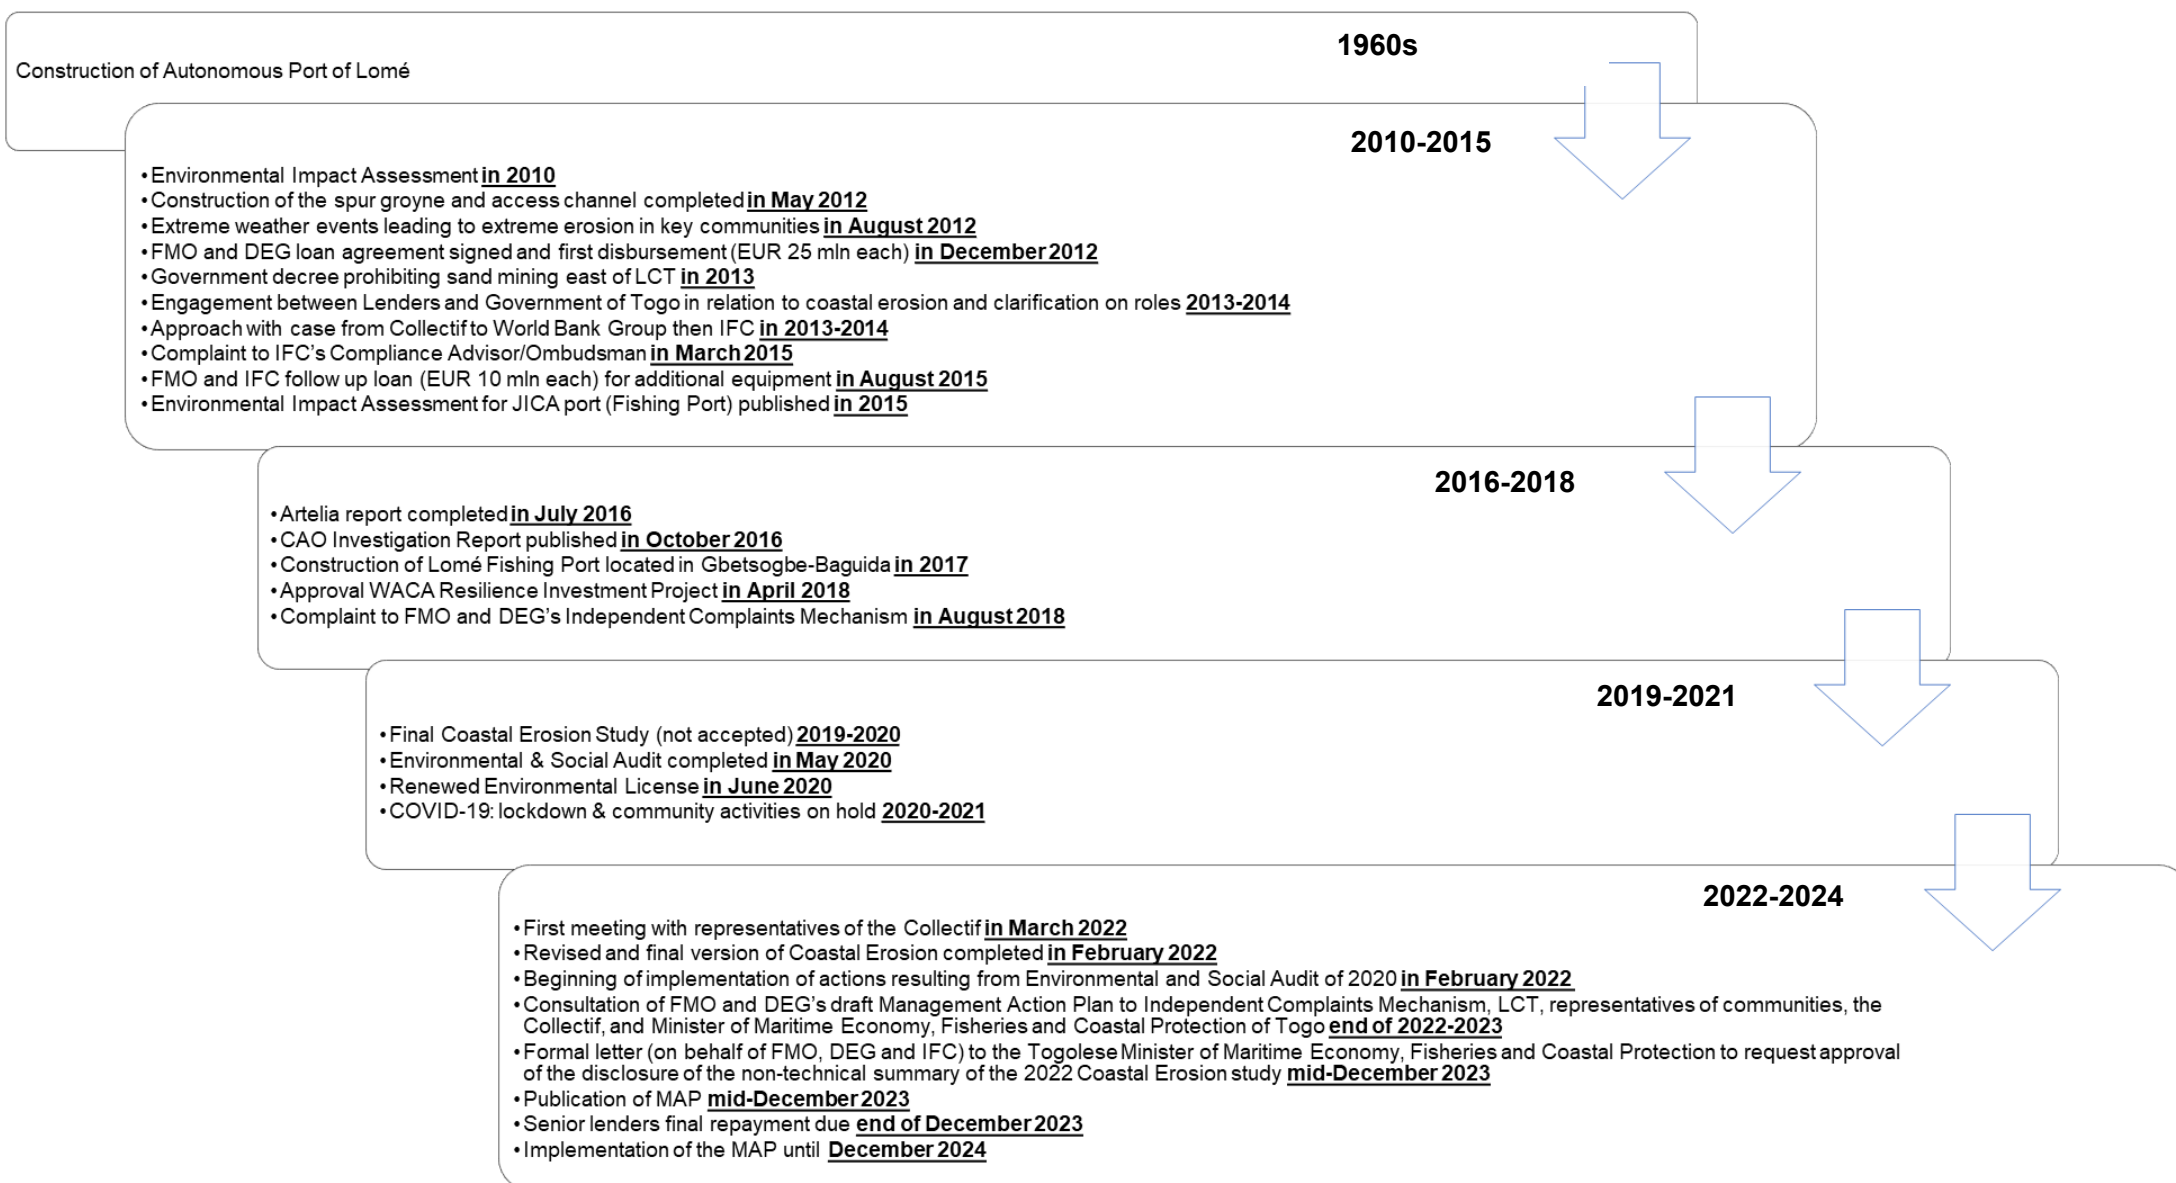 1960s
Construction of Autonomous Port of Lomé
2010-2015
•Environmental Impact Assessment in 2010
•Construction of the spur groyne and access channel completed in May 2012
•Extreme weather events leading to extreme erosion in key communities in August 2012
•FMO and DEG loan agreement signed and first disbursement (EUR 25 mln each) in December 2012
•Government decree prohibiting sand mining east of LCT in 2013
•Engagement between Lenders and Government of Togo in relation to coastal erosion and clarification on roles 2013-2014
•Approach with case from Collectif to World Bank Group then IFC in 2013-2014
•Complaint to IFC’s Compliance Advisor/Ombudsman in March 2015
•FMO and IFC follow up loan (EUR 10 mln each) for additional equipment in August 2015
•Environmental Impact Assessment for JICA port (Fishing Port) published in 2015
2016-2018
•Artelia report completed in July 2016
•CAO Investigation Report published in October 2016
•Construction of Lomé Fishing Port located in Gbetsogbe-Baguida in 2017
•Approval WACA Resilience Investment Project in April 2018
•Complaint to FMO and DEG’s Independent Complaints Mechanism in August 2018
2019-2021
•Final Coastal Erosion Study (not accepted) 2019-2020
•Environmental & Social Audit completed in May 2020
•Renewed Environmental License in June 2020
•COVID-19: lockdown & community activities on hold 2020-2021
2022-2024
•First meeting with representatives of the Collectif in March 2022
•Revised and final version of Coastal Erosion completed in February 2022
•Beginning of implementation of actions resulting from Environmental and Social Audit of 2020 in February 2022
•Consultation of FMO and DEG’s draft Management Action Plan to Independent Complaints Mechanism, LCT, representatives of communities, the
Collectif, and Minister of Maritime Economy, Fisheries and Coastal Protection of Togo end of 2022-2023
•Formal letter (on behalf of FMO, DEG and IFC) to the Togolese Minister of Maritime Economy, Fisheries and Coastal Protection to request approval
of the disclosure of the non-technical summary of the 2022 Coastal Erosion study mid-December 2023
•Publication of MAP mid-December 2023
•Senior lenders final repayment due end of December 2023
•Implementation of the MAP until December 2024